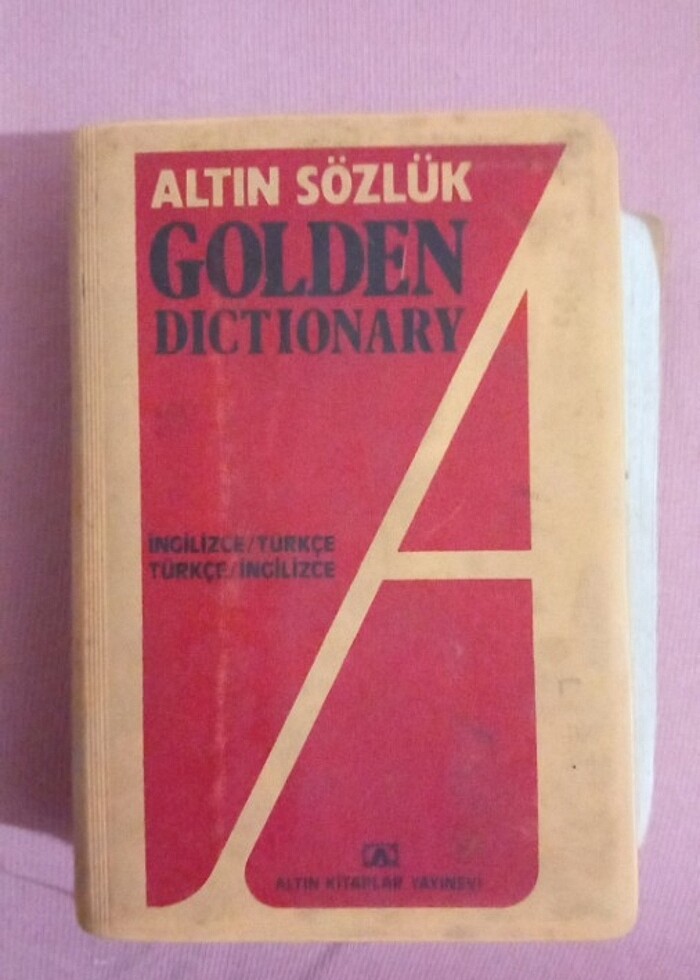 ALTIN SÖZLÜK
GOLDEN
DICTIONARY
İNGİLİZCE/TÜRKÇE
TÜRKÇE/İNGİLİZCE
ALTIN KİTAPLAR YAYINEVİ